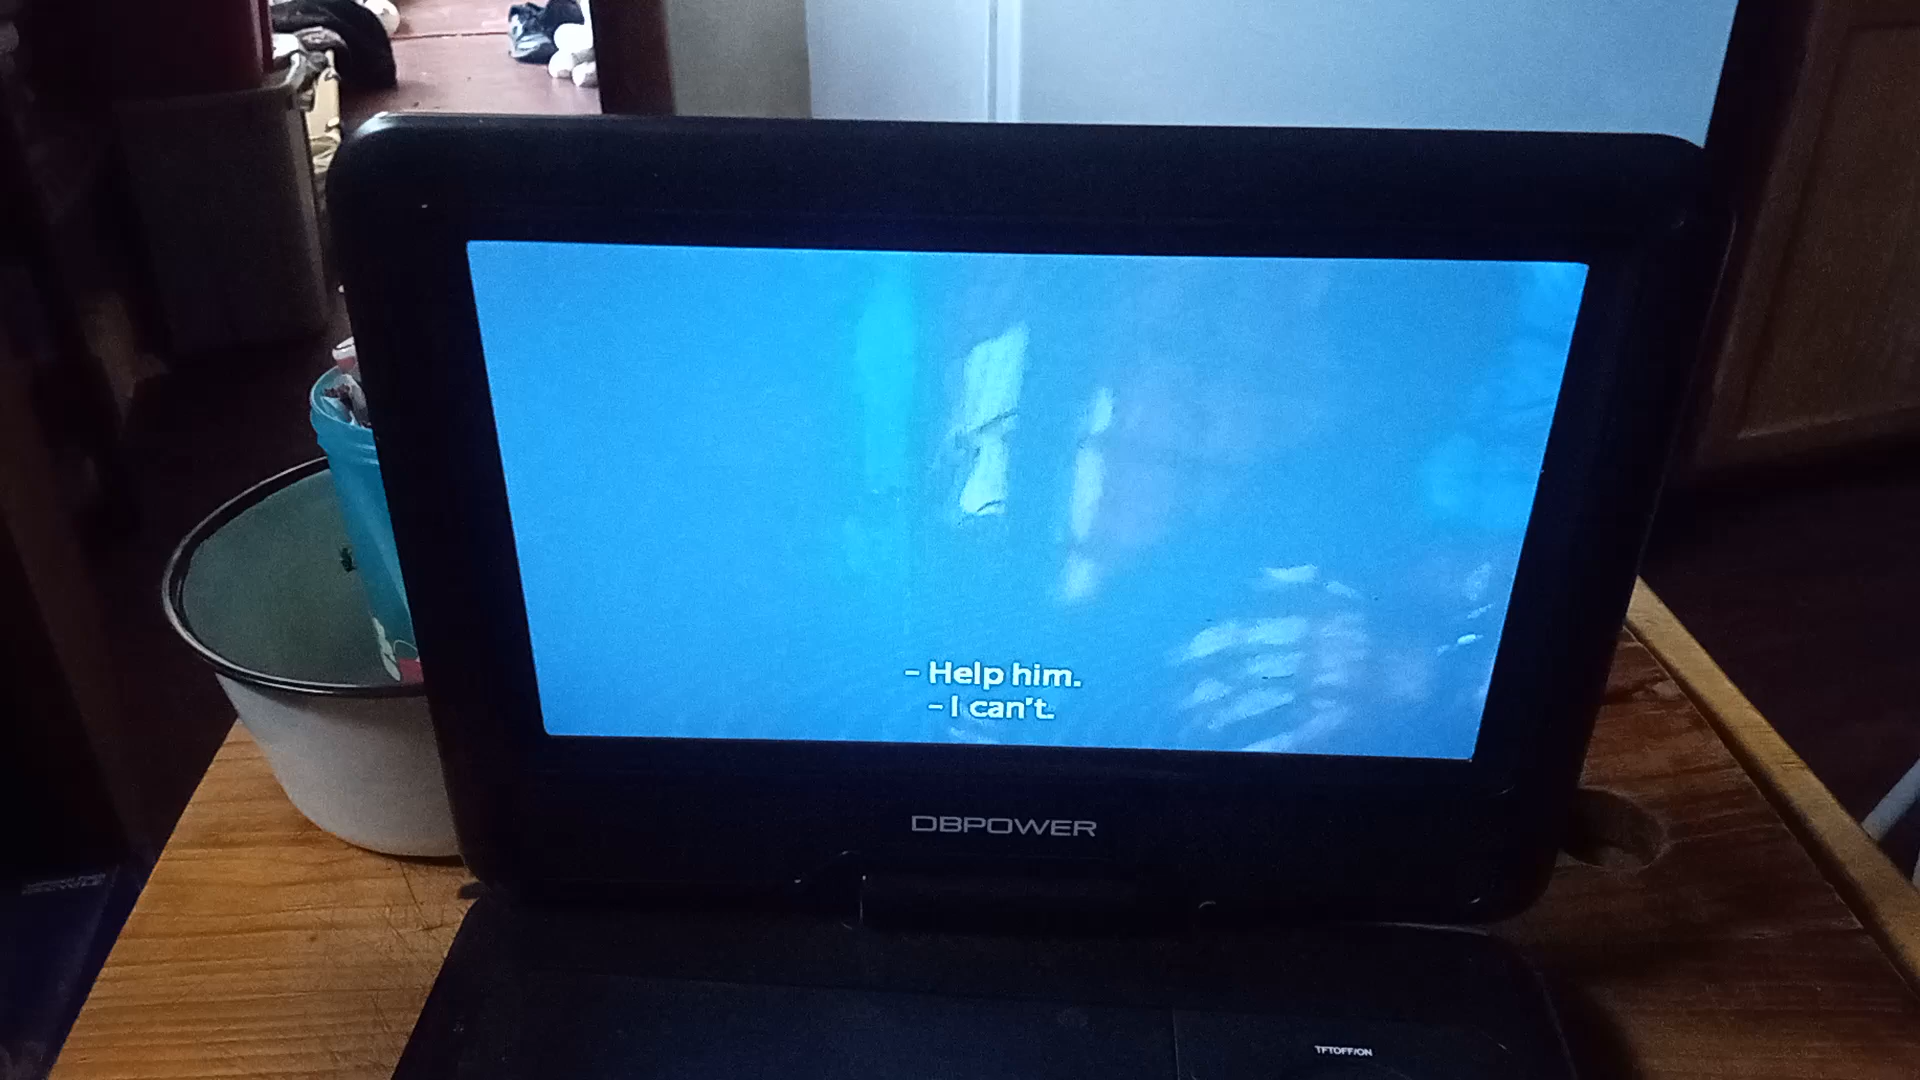 - Help him.
- I can't.
DBPOWER
TFTOFF/ON